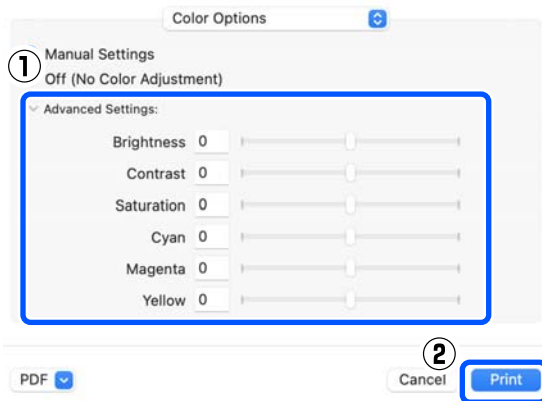 Color Options
Manual Settings
①
Off (No Color Adjustment)
Advanced Settings:
Brightness 0
Contrast 0
Saturation 0
Cyan 0
Magenta 0
Yellow 0
②
PDF Cancel Print